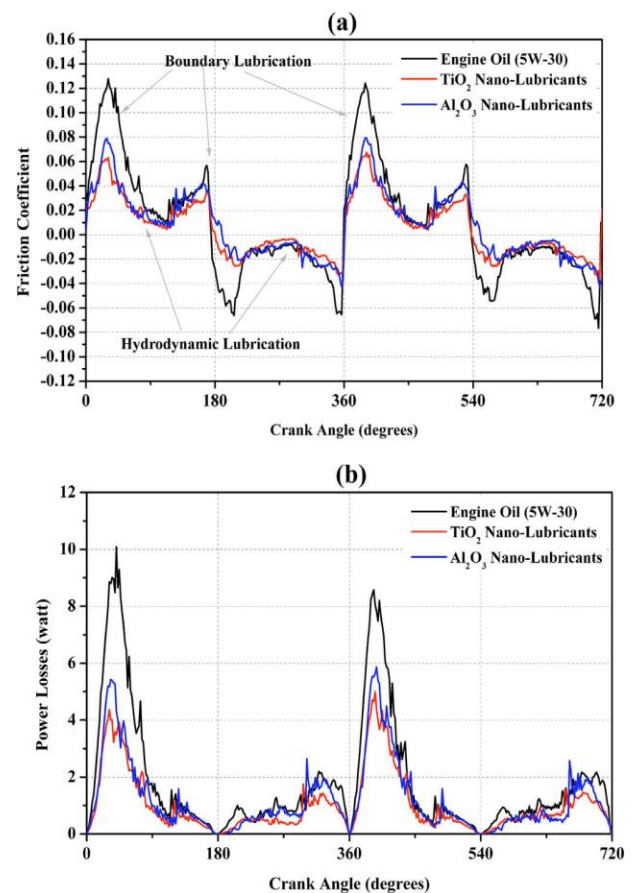 (a)
0.16
0.14
0.12
0.10
0.08
0.06
0.04
0.02
0.00
-0.02
-0.04
-0.06
-0.08
-0.10
-0.12
Friction Coefficient
Boundary Lubrication
Engine Oil (5W-30)
TiO₂ Nano-Lubricants
Al₂O₃ Nano-Lubricants
Hydrodynamic Lubrication
0 180 360 540 720
Crank Angle (degrees)
(b)
12
10
8
6
4
2
0
Power Losses (watt)
Engine Oil (5W-30)
TiO₂ Nano-Lubricants
Al₂O₃ Nano-Lubricants
0 180 360 540 720
Crank Angle (degrees)